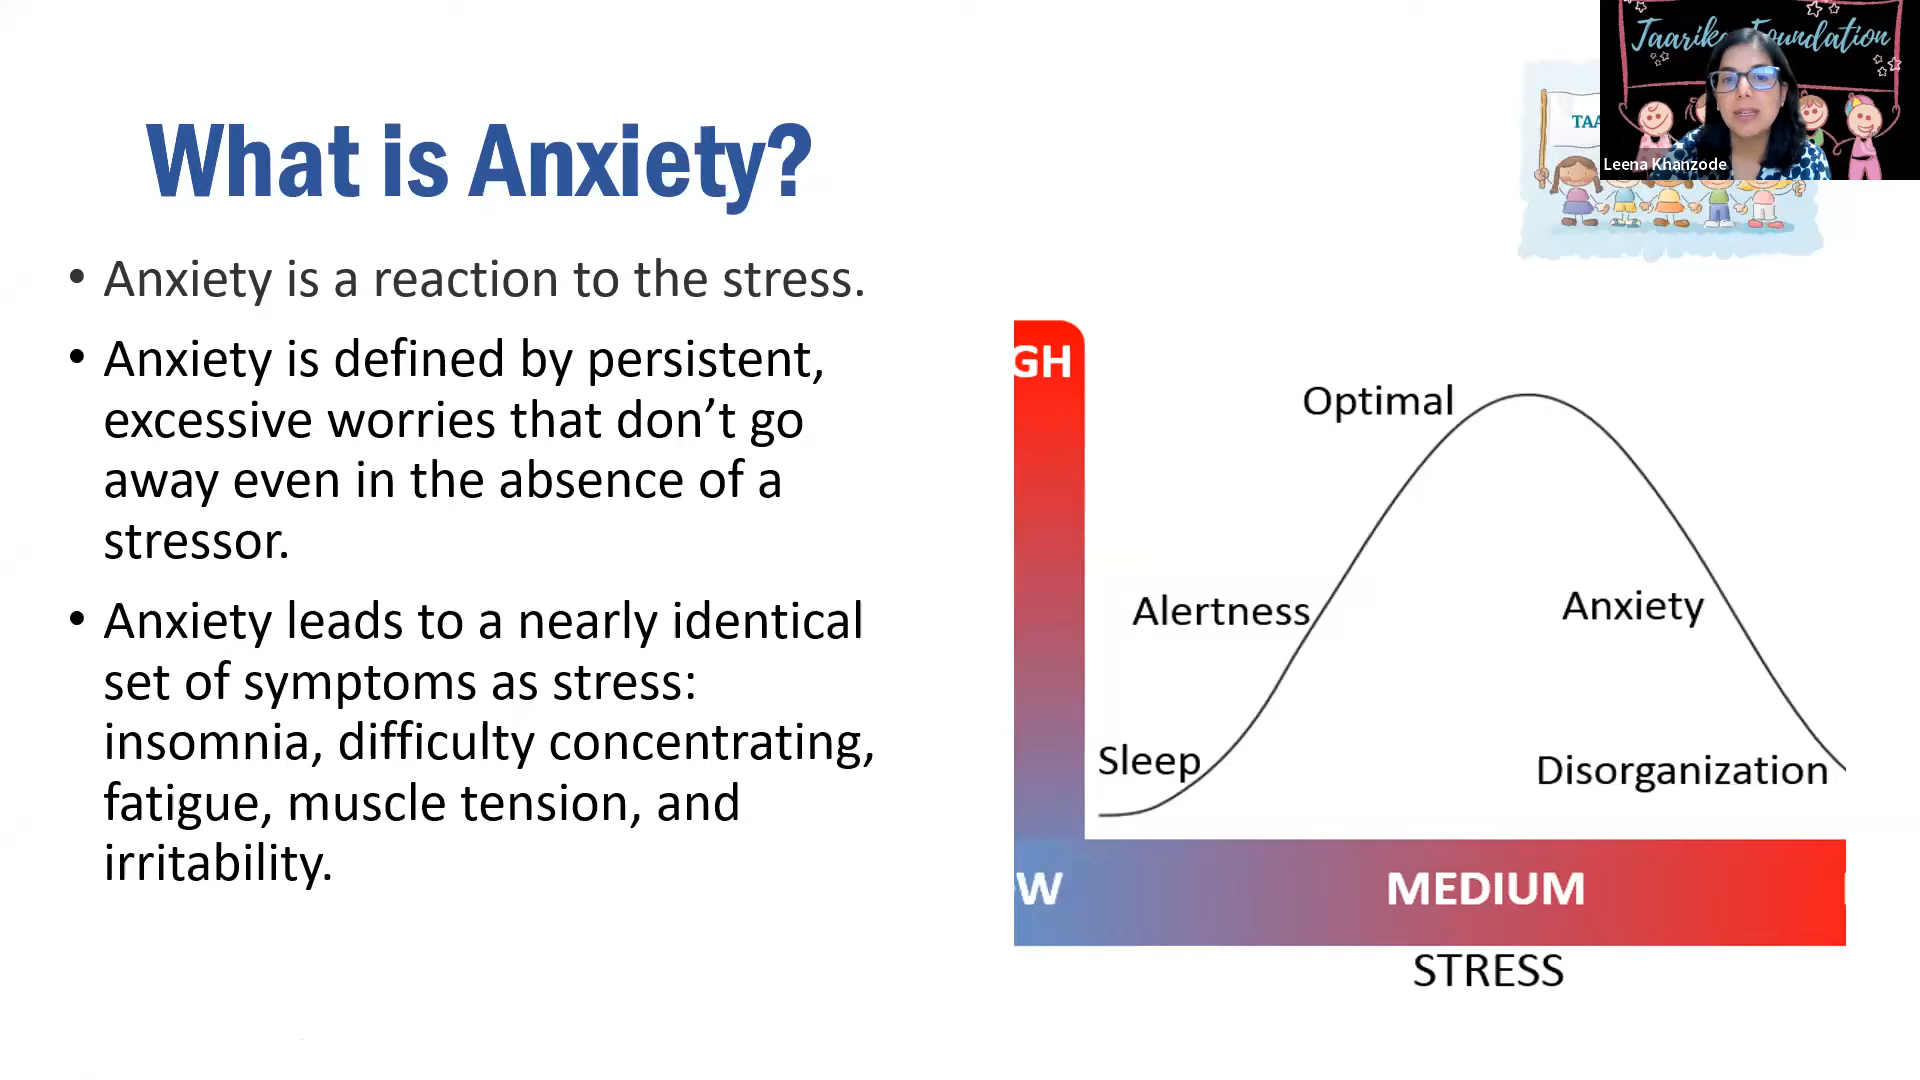 Taarika Foundation
Leena Khanzode
What is Anxiety?
• Anxiety is a reaction to the stress.
• Anxiety is defined by persistent,
excessive worries that don’t go
away even in the absence of a
stressor.
• Anxiety leads to a nearly identical
set of symptoms as stress:
insomnia, difficulty concentrating,
fatigue, muscle tension, and
irritability.
GH
Optimal
Alertness
Anxiety
Sleep
Disorganization
W
MEDIUM
STRESS